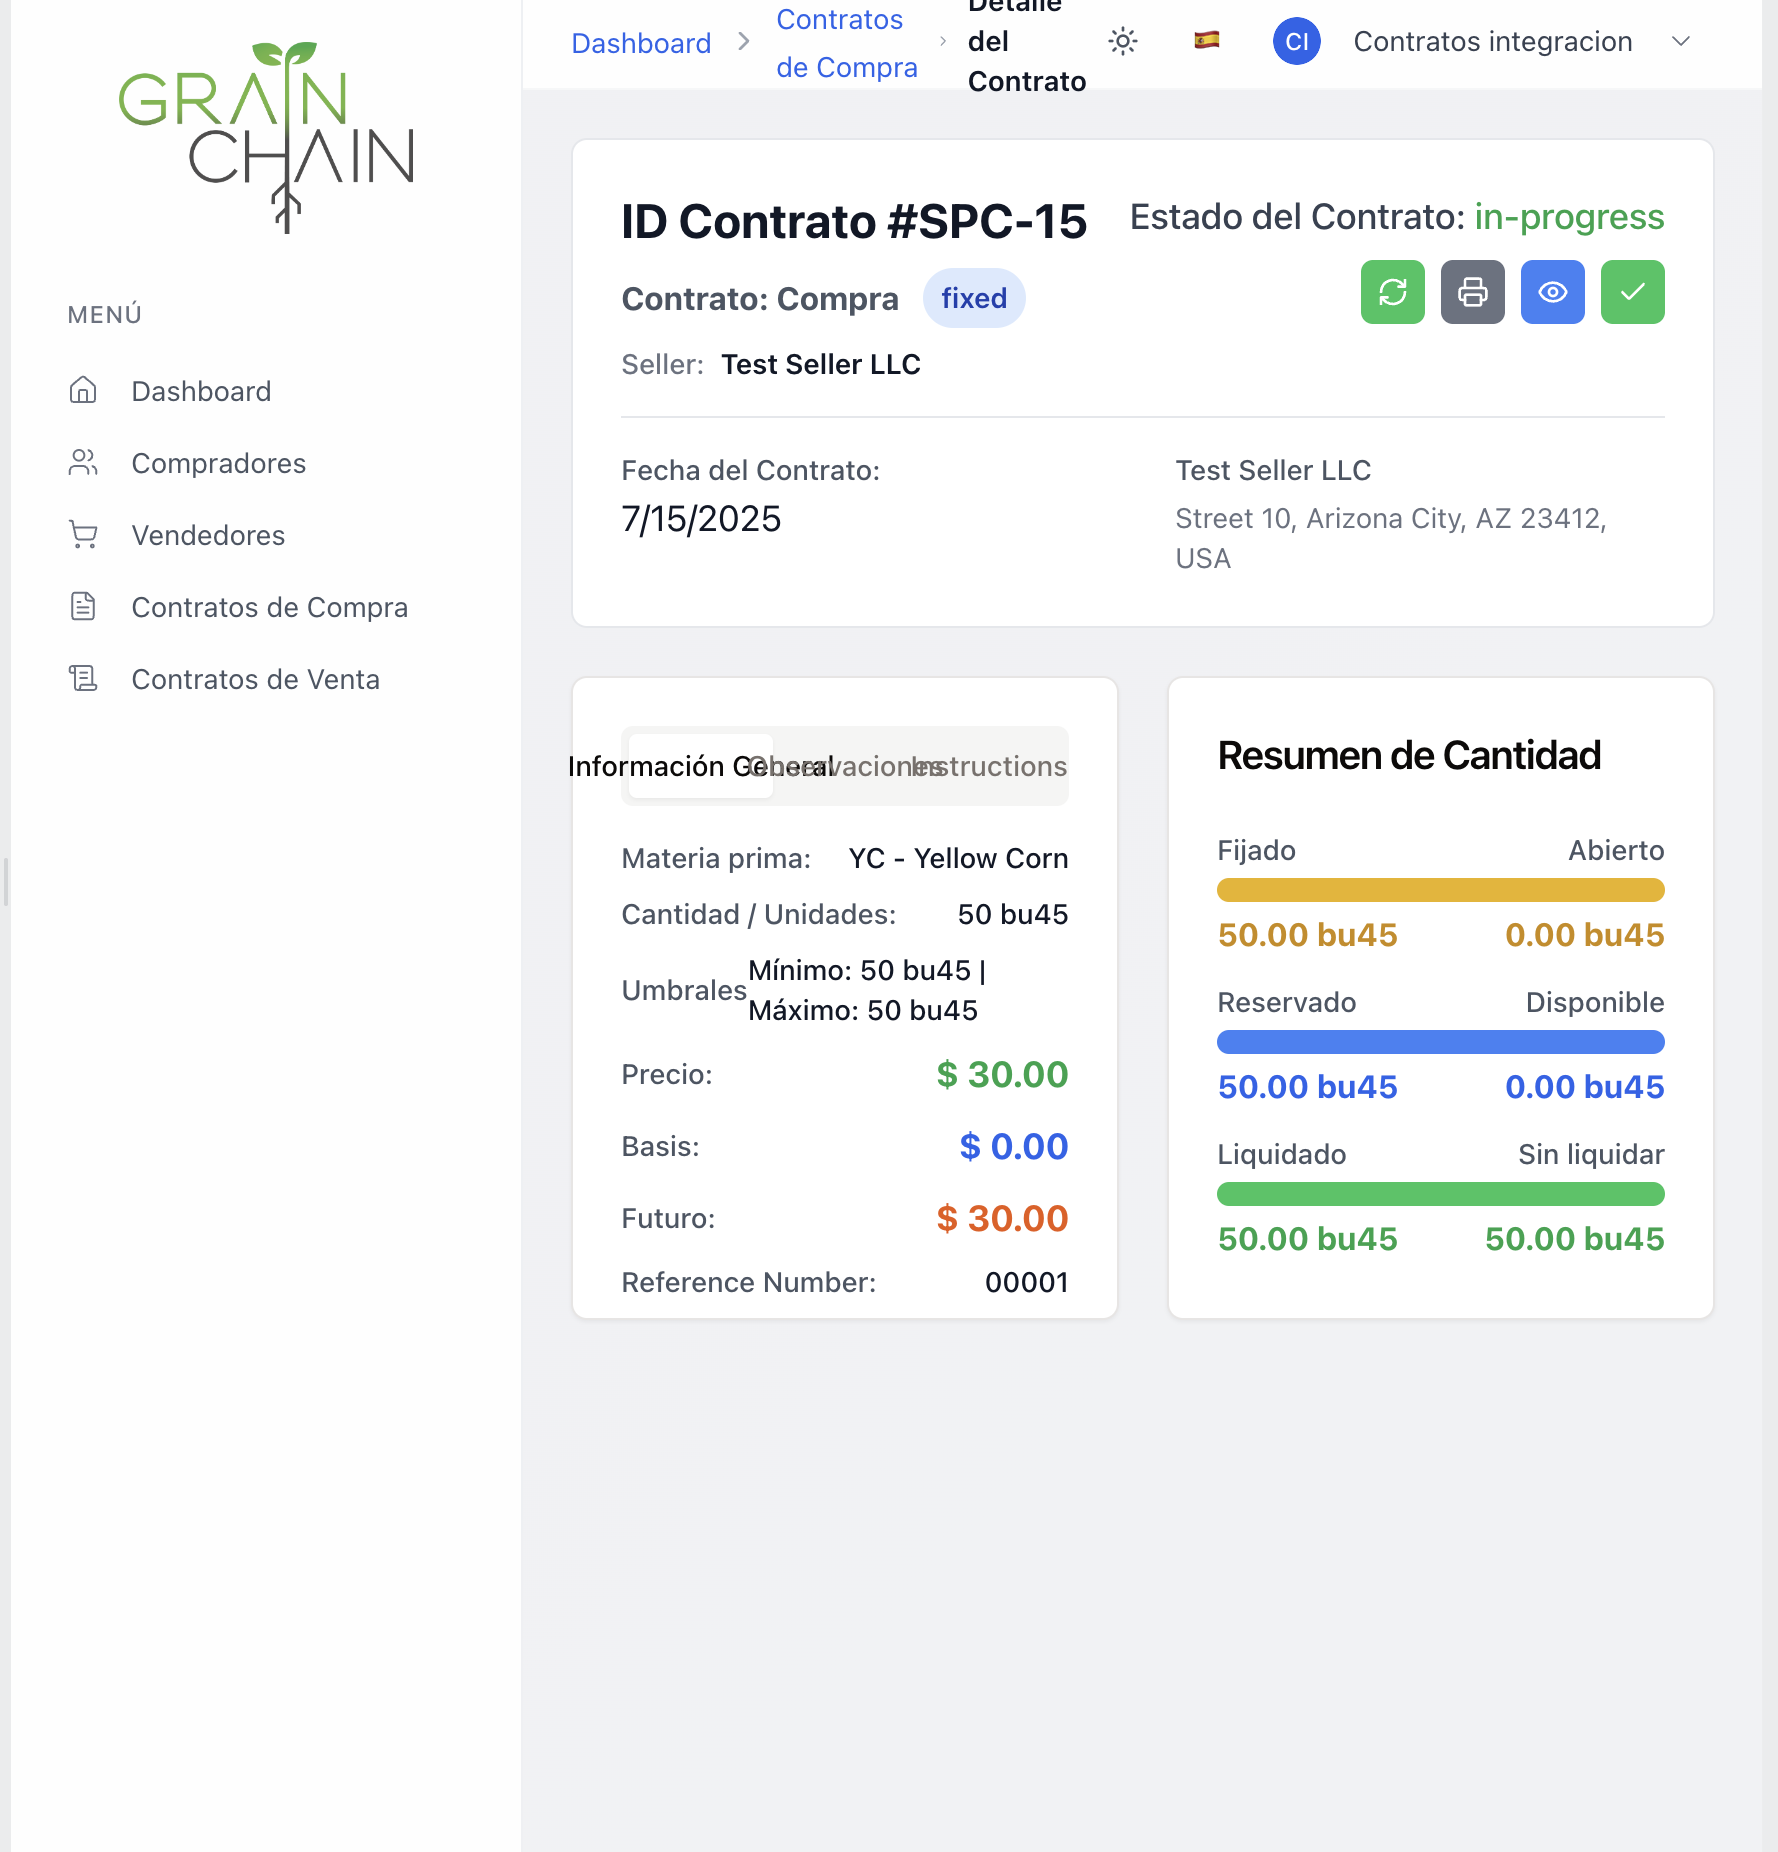 GRAIN
CHAIN
MENÚ
Dashboard
Compradores
Vendedores
Contratos de Compra
Contratos de Venta
Dashboard
Contratos
de Compra
Detalle
del
Contrato
CI
Contratos integracion
ID Contrato #SPC-15
Estado del Contrato: in-progress
Contrato: Compra
fixed
Seller: Test Seller LLC
Fecha del Contrato:
7/15/2025
Test Seller LLC
Street 10, Arizona City, AZ 23412,
USA
Información General Observaciones Instructions
Materia prima: YC - Yellow Corn
Cantidad / Unidades: 50 bu45
Umbrales
Mínimo: 50 bu45 |
Máximo: 50 bu45
Precio: $ 30.00
Basis: $ 0.00
Futuro: $ 30.00
Reference Number: 00001
Resumen de Cantidad
Fijado Abierto
50.00 bu45 0.00 bu45
Reservado Disponible
50.00 bu45 0.00 bu45
Liquidado Sin liquidar
50.00 bu45 50.00 bu45